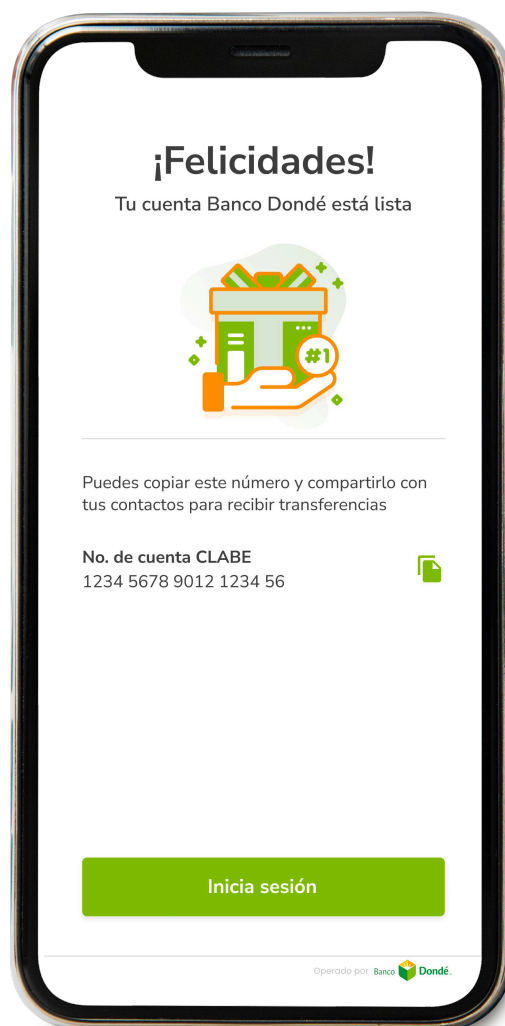 ¡Felicidades!
Tu cuenta Banco Dondé está lista
#1
Puedes copiar este número y compartirlo con
tus contactos para recibir transferencias
No. de cuenta CLABE
1234 5678 9012 1234 56
Inicia sesión
Operado por Banco Dondé.